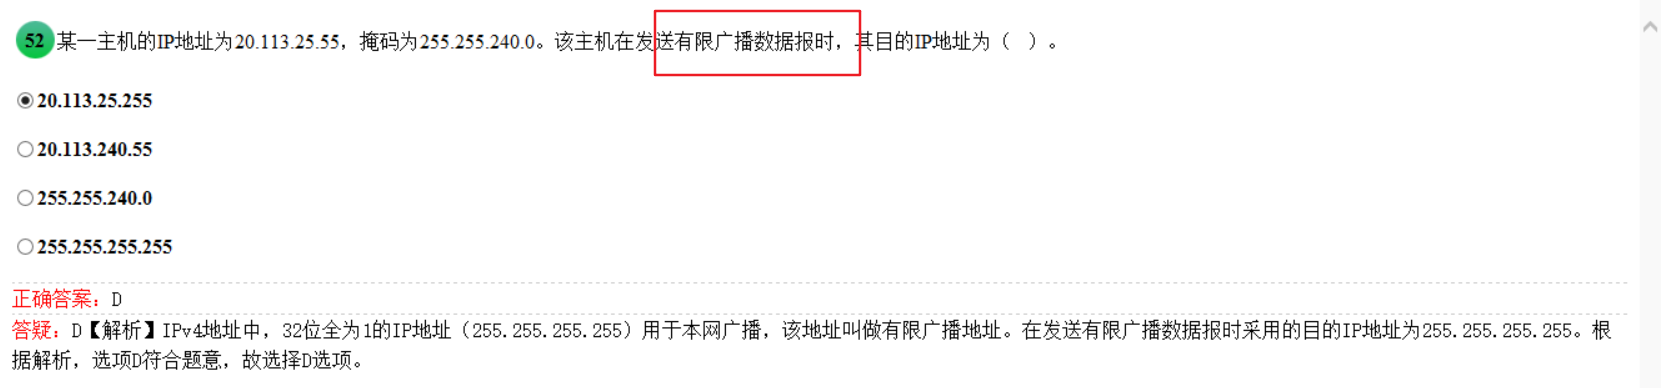 52 某一主机的IP地址为20.113.25.55，掩码为255.255.240.0。该主机在发送有限广播数据报时，其目的IP地址为（ ）。
20.113.25.255
20.113.240.55
255.255.240.0
255.255.255.255
正确答案：D
答疑：D【解析】IPv4地址中，32位全为1的IP地址（255.255.255.255）用于本网广播，该地址叫做有限广播地址。在发送有限广播数据报时采用的目的IP地址为255.255.255.255。根
据解析，选项D符合题意，故选择D选项。